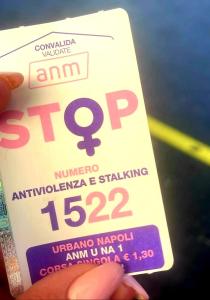 CONVALIDA
VALIDATE
anm
STOP
NUMERO
ANTIVIOLENZA E STALKING
1522
URBANO NAPOLI
ANM U NA 1
CORSA SINGOLA € 1,30